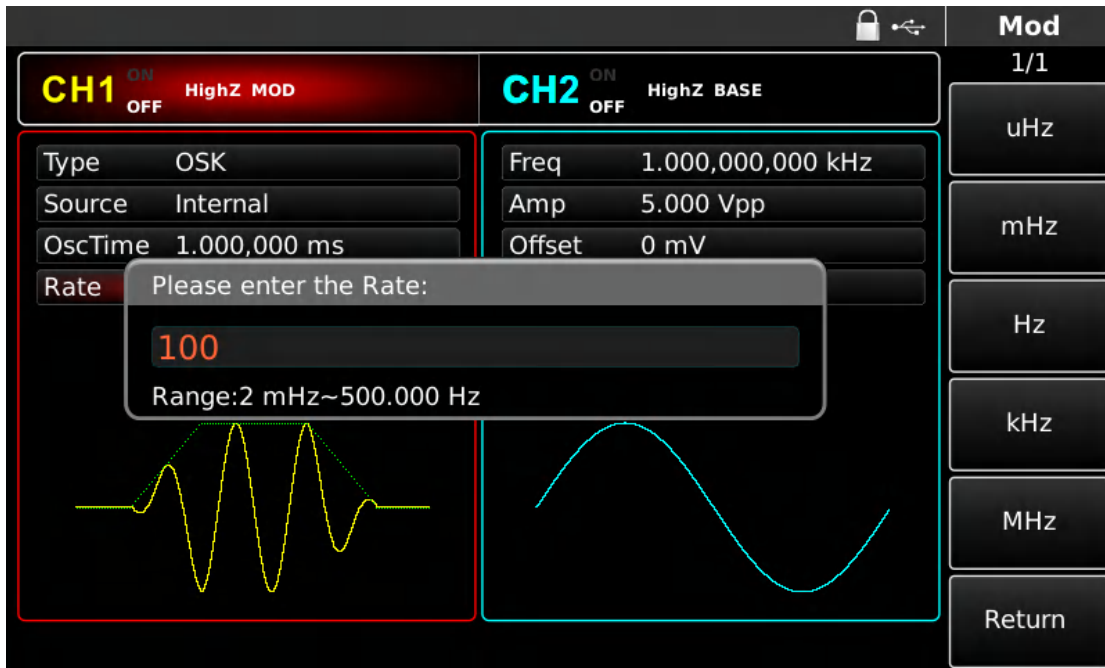 Mod
1/1
CH1 ON OFF HighZ MOD
CH2 ON OFF HighZ BASE
Type OSK
Source Internal
OscTime 1.000,000 ms
Rate
Freq 1.000,000,000 kHz
Amp 5.000 Vpp
Offset 0 mV
Please enter the Rate:
100
Range:2 mHz~500.000 Hz
uHz
mHz
Hz
kHz
MHz
Return